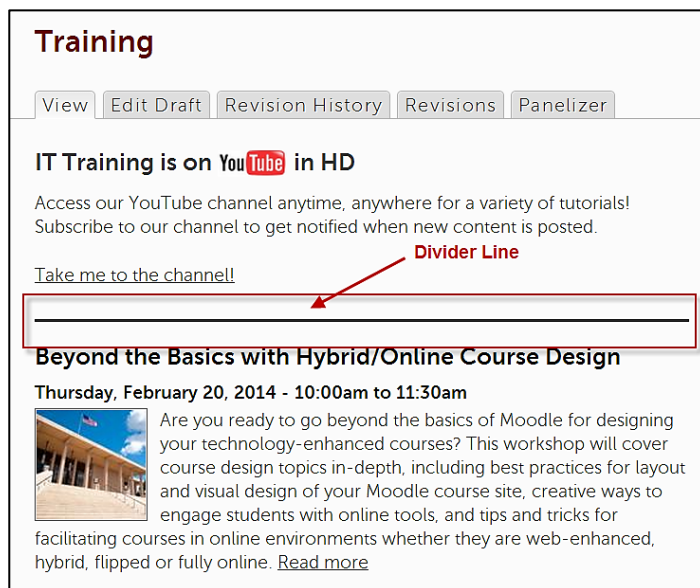 Training
View Edit Draft Revision History Revisions Panelizer
IT Training is on YouTube in HD
Access our YouTube channel anytime, anywhere for a variety of tutorials!
Subscribe to our channel to get notified when new content is posted.
Divider Line
Take me to the channel!
Beyond the Basics with Hybrid/Online Course Design
Thursday, February 20, 2014 - 10:00am to 11:30am
Are you ready to go beyond the basics of Moodle for designing
your technology-enhanced courses? This workshop will cover
course design topics in-depth, including best practices for layout
and visual design of your Moodle course site, creative ways to
engage students with online tools, and tips and tricks for
facilitating courses in online environments whether they are web-enhanced,
hybrid, flipped or fully online. Read more